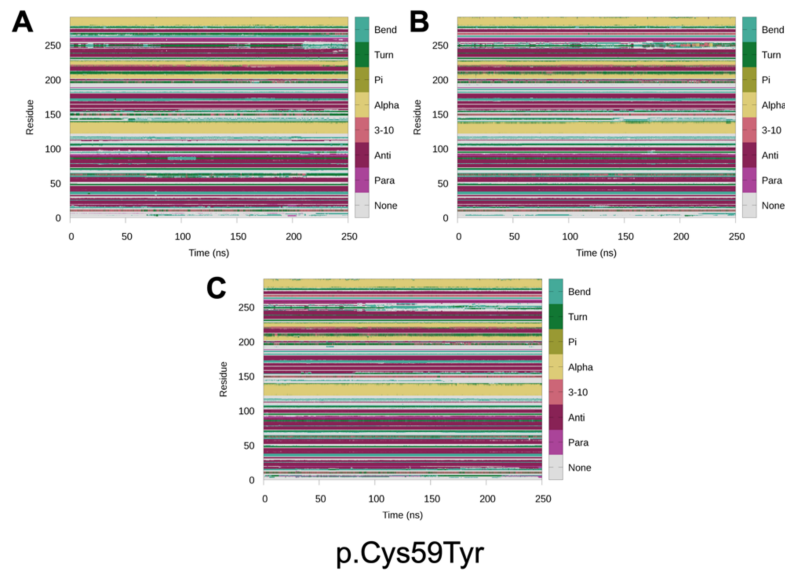 A
B
250
200
150
100
50
0
Residue
Bend
Turn
Pi
Alpha
3-10
Anti
Para
None
0 50 100 150 200 250
Time (ns)
250
200
150
100
50
0
Residue
Bend
Turn
Pi
Alpha
3-10
Anti
Para
None
0 50 100 150 200 250
Time (ns)
C
250
200
150
100
50
0
Residue
Bend
Turn
Pi
Alpha
3-10
Anti
Para
None
0 50 100 150 200 250
Time (ns)
p.Cys59Tyr